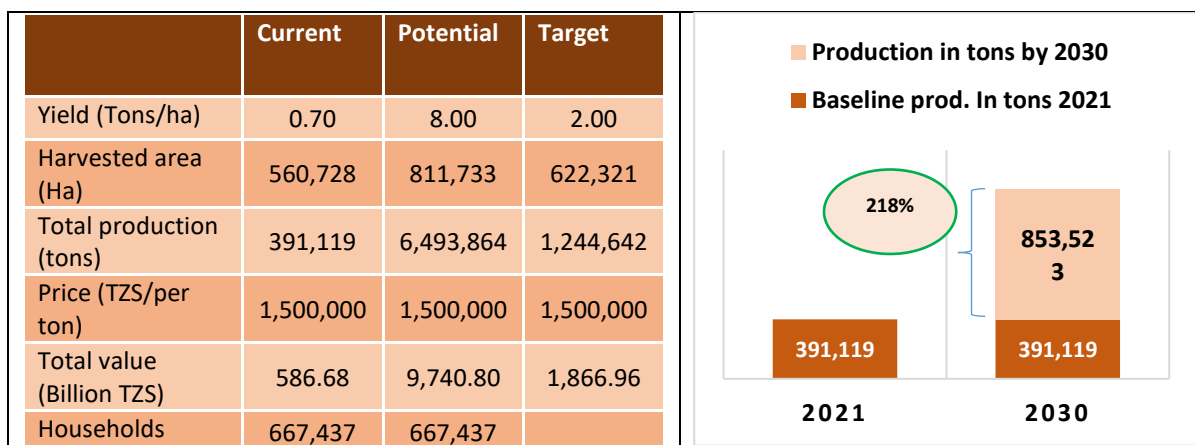 Current Potential Target
Yield (Tons/ha) 0.70 8.00 2.00
Harvested area
(Ha) 560,728 811,733 622,321
Total production
(tons) 391,119 6,493,864 1,244,642
Price (TZS/per
ton) 1,500,000 1,500,000 1,500,000
Total value
(Billion TZS) 586.68 9,740.80 1,866.96
Households 667,437 667,437
Production in tons by 2030
Baseline prod. In tons 2021
218%
853,52
3
391,119 391,119
2021 2030